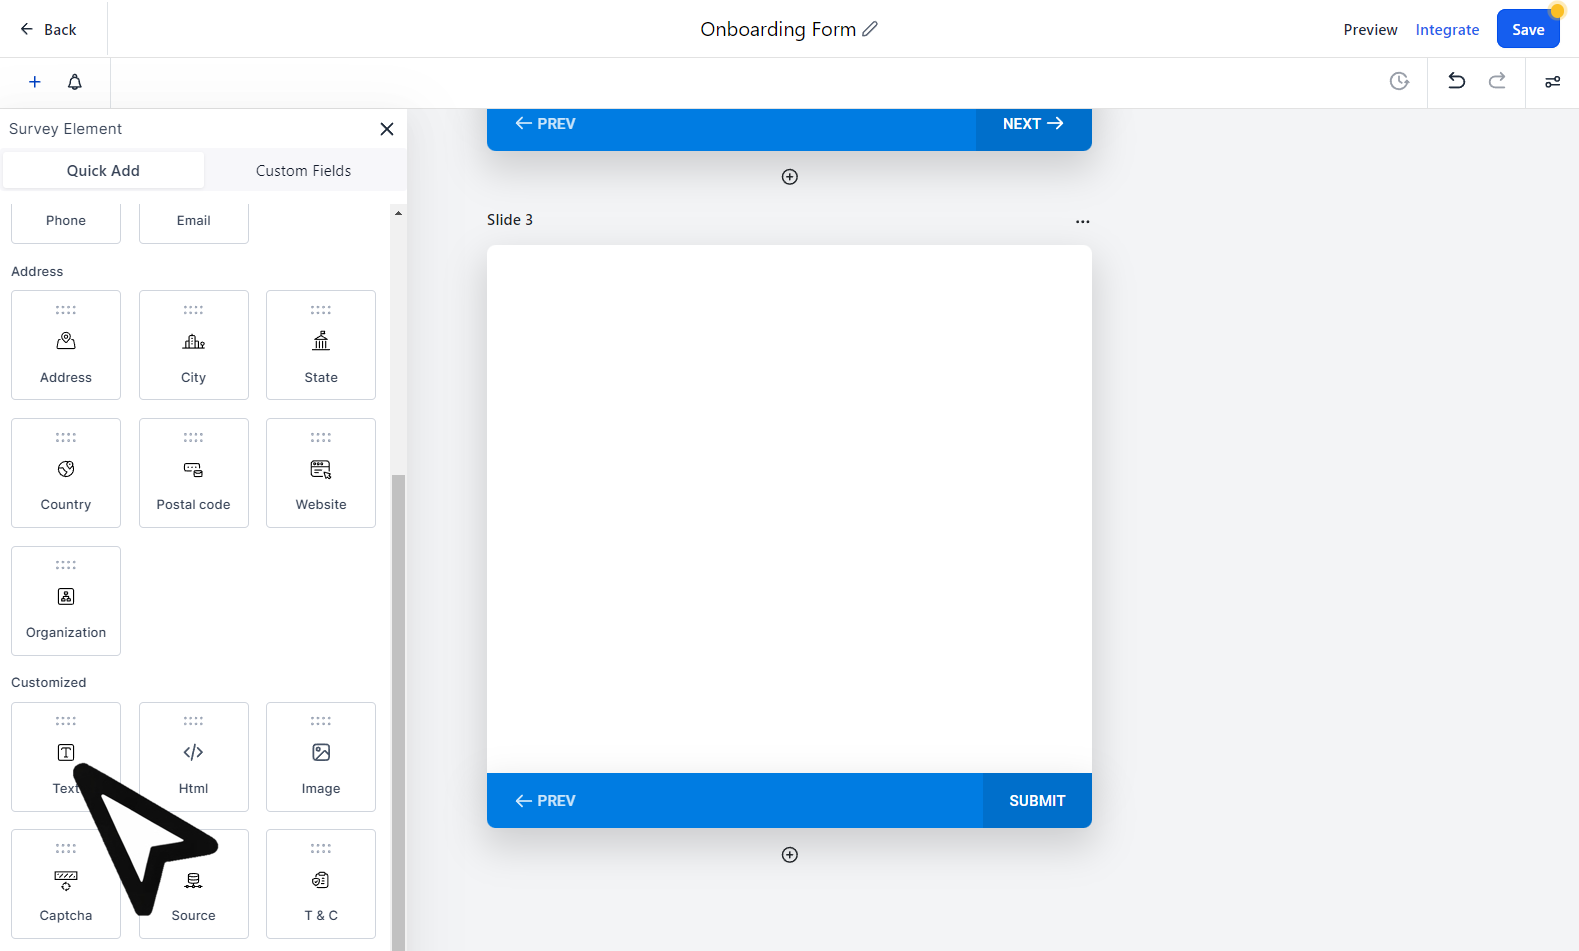 Back
Onboarding Form
Preview
Integrate
Save
Survey Element
Quick Add
Custom Fields
Phone
Email
Address
Address
City
State
Country
Postal code
Website
Organization
Customized
Text
Html
Image
Captcha
Source
T & C
PREV
NEXT
Slide 3
PREV
SUBMIT